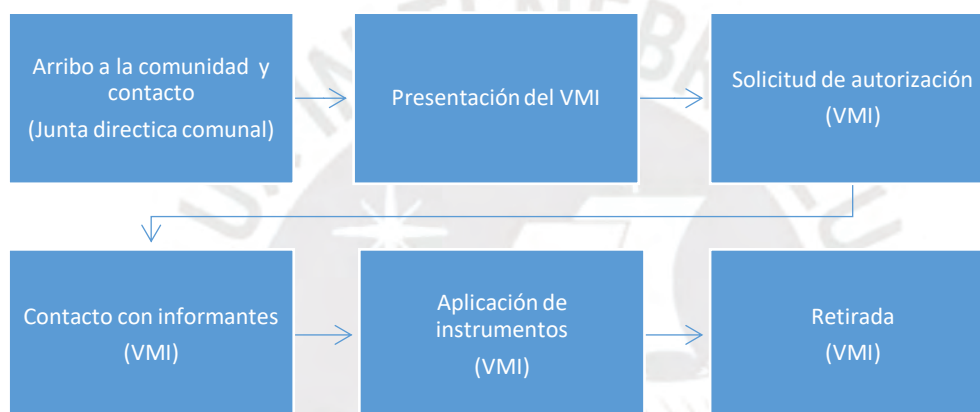 Arribo a la comunidad y
contacto
(Junta directica comunal)
Presentación del VMI
Solicitud de autorización
(VMI)
Contacto con informantes
(VMI)
Aplicación de
instrumentos
(VMI)
Retirada
(VMI)